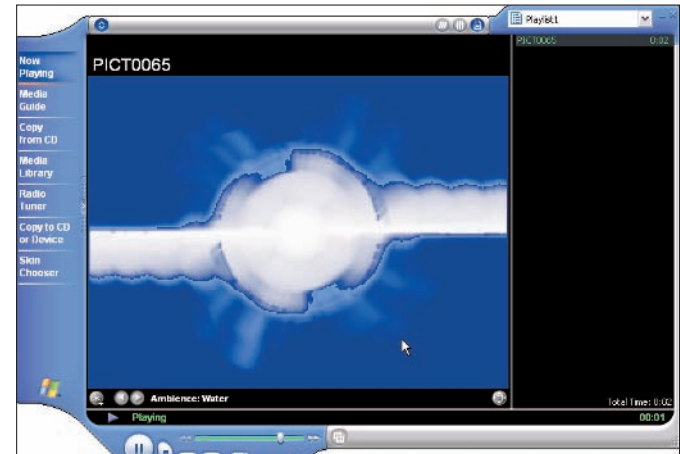 Playlist1
PICT0065 0:02
Now
Playing
PICT0065
Media
Guide
Copy
from CD
Media
Library
Radio
Tuner
Copy to CD
or Device
Skin
Chooser
Ambience: Water
Total Time: 0:02
Playing 00:01